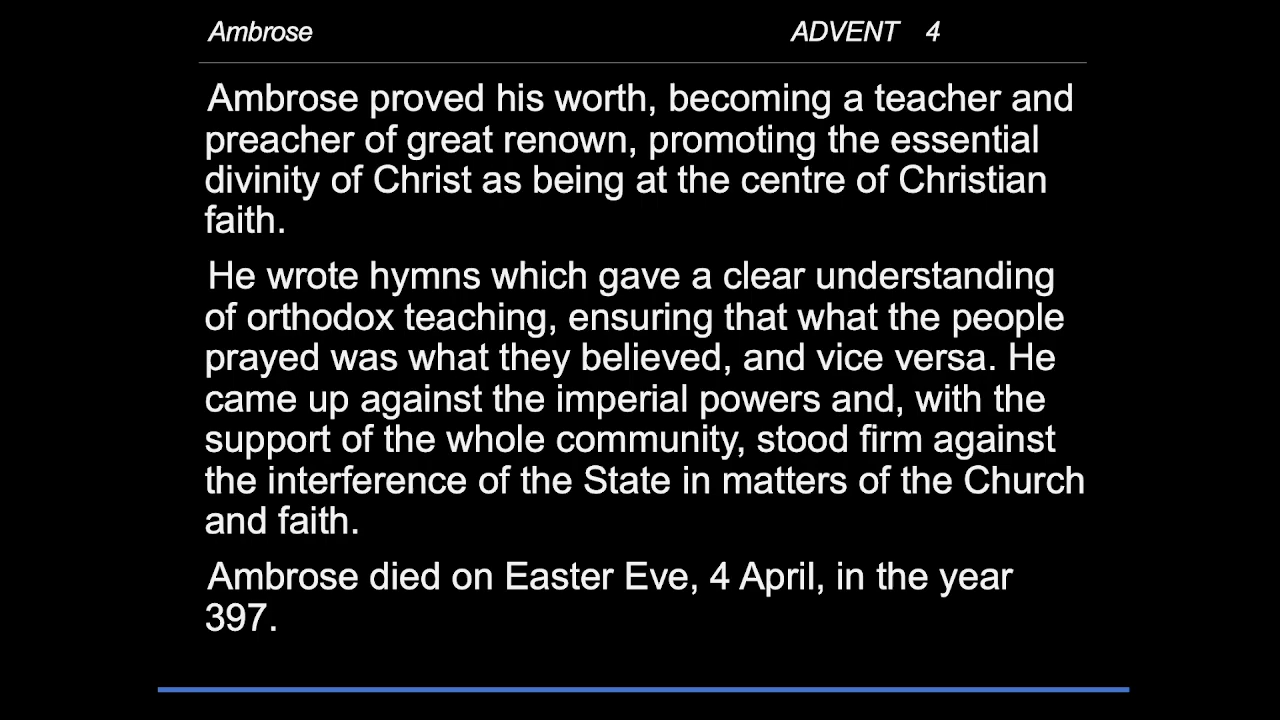 Ambrose ADVENT 4
Ambrose proved his worth, becoming a teacher and
preacher of great renown, promoting the essential
divinity of Christ as being at the centre of Christian
faith.
He wrote hymns which gave a clear understanding
of orthodox teaching, ensuring that what the people
prayed was what they believed, and vice versa. He
came up against the imperial powers and, with the
support of the whole community, stood firm against
the interference of the State in matters of the Church
and faith.
Ambrose died on Easter Eve, 4 April, in the year
397.